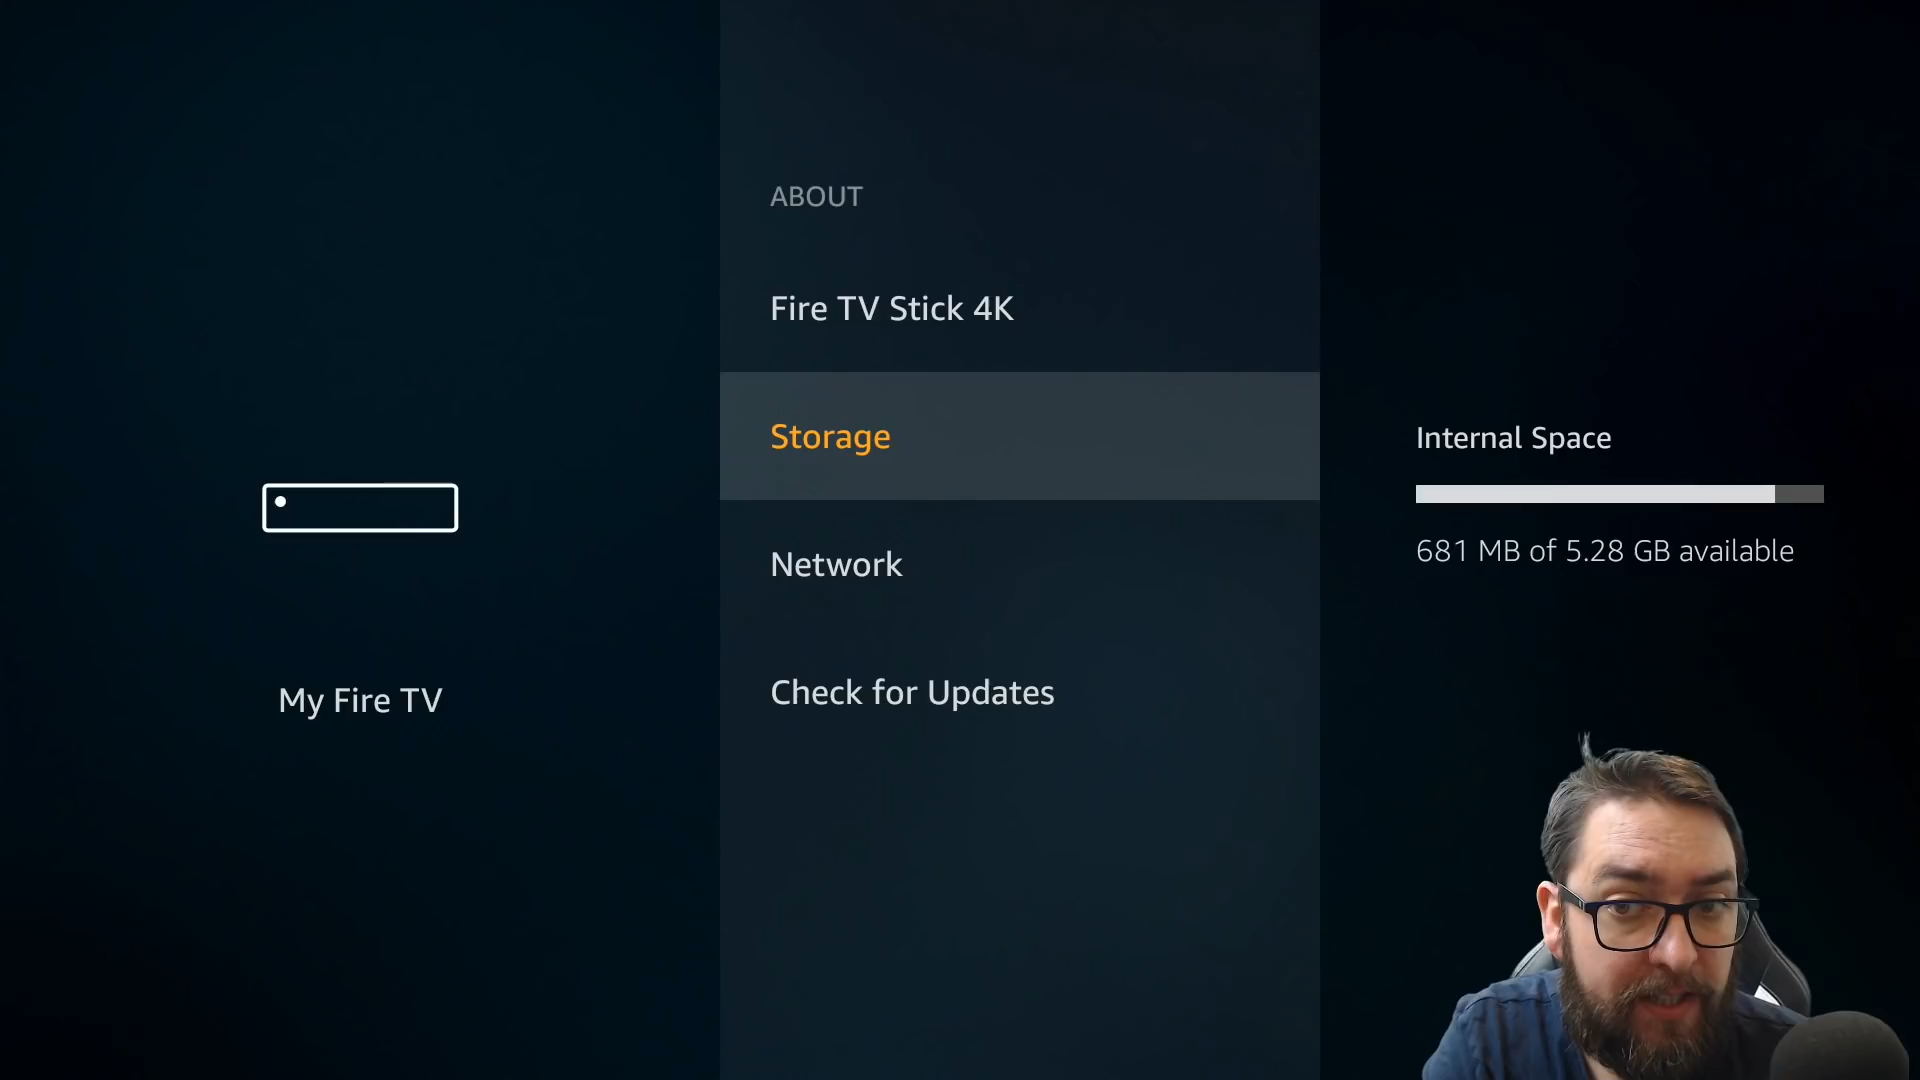 ABOUT
Fire TV Stick 4K
Storage
Network
Check for Updates
My Fire TV
Internal Space
681 MB of 5.28 GB available